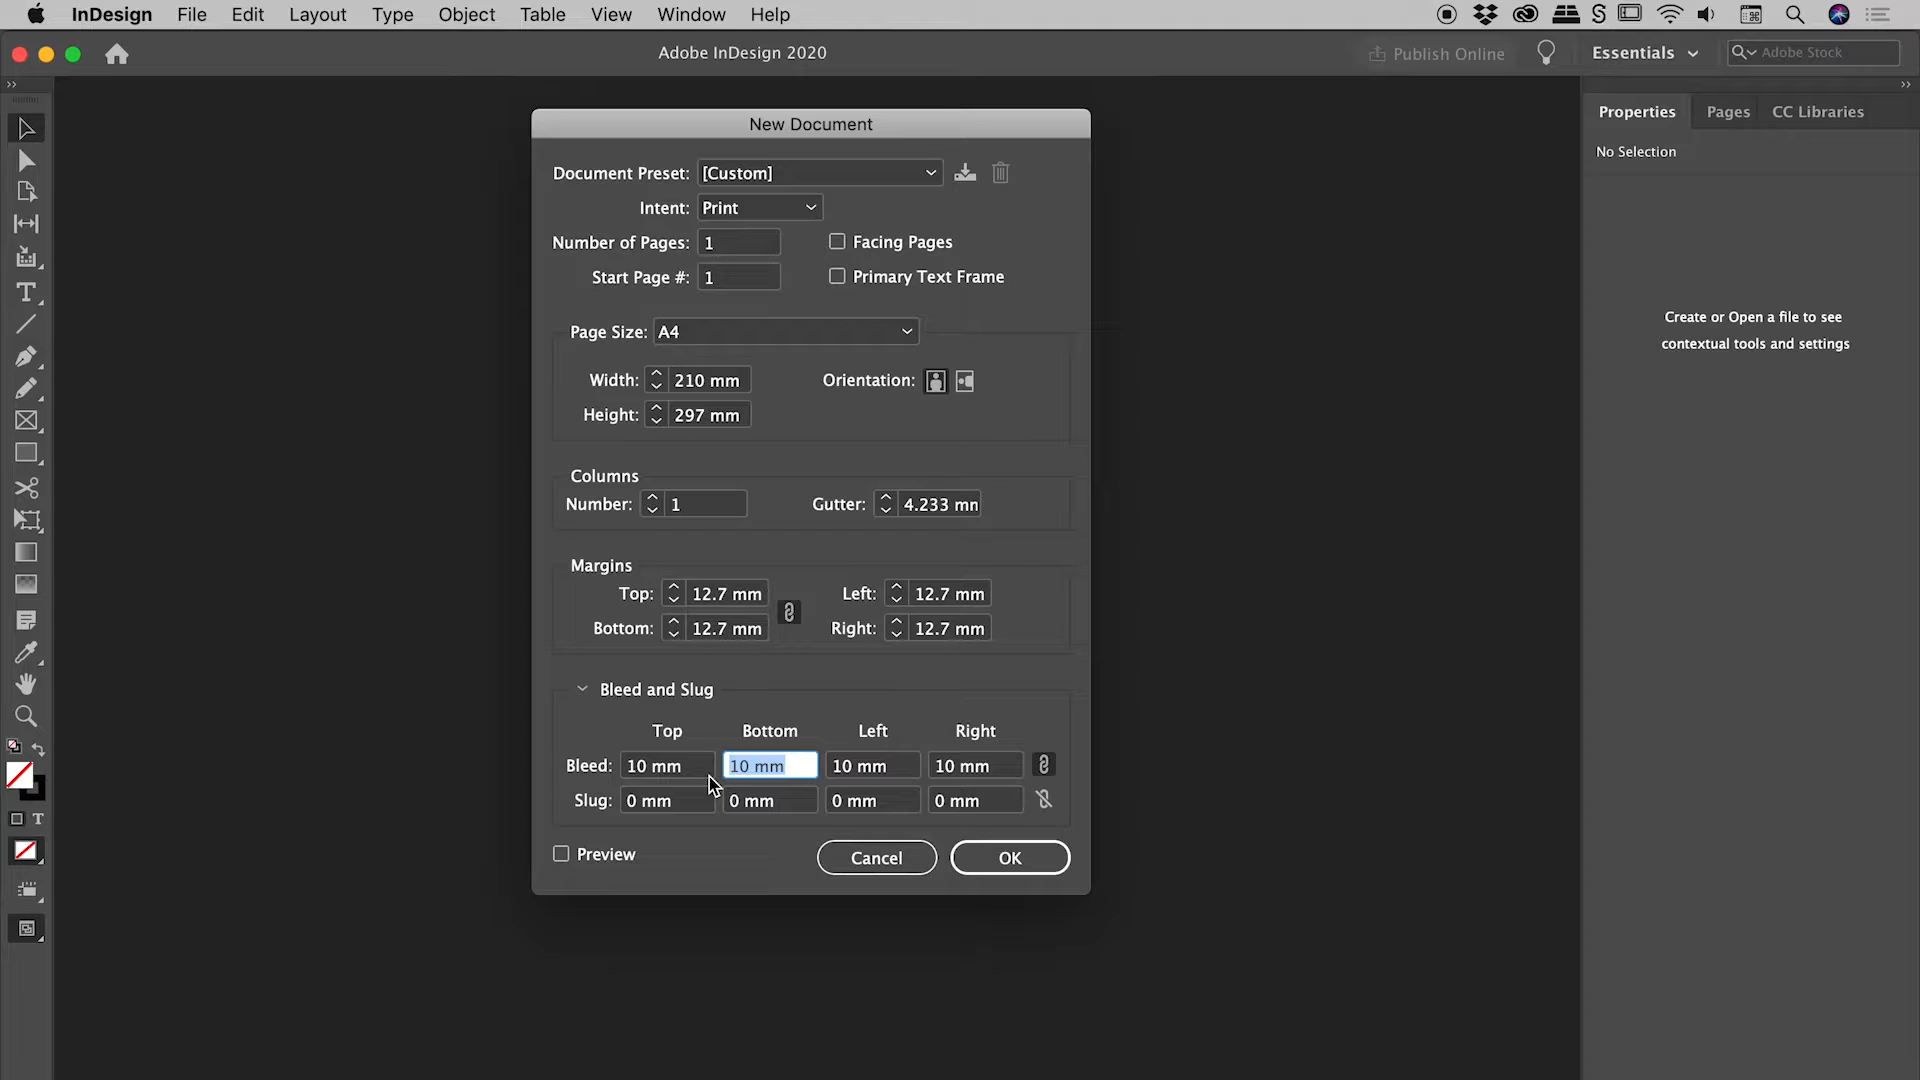 InDesign File Edit Layout Type Object Table View Window Help
Adobe InDesign 2020
Publish Online
Essentials
Adobe Stock
Properties Pages CC Libraries
No Selection
Create or Open a file to see
contextual tools and settings
New Document
Document Preset: [Custom]
Intent: Print
Number of Pages: 1
Facing Pages
Start Page #: 1
Primary Text Frame
Page Size: A4
Width: 210 mm
Orientation:
Height: 297 mm
Columns
Number: 1
Gutter: 4.233 mm
Margins
Top: 12.7 mm
Left: 12.7 mm
Bottom: 12.7 mm
Right: 12.7 mm
Bleed and Slug
Top Bottom Left Right
Bleed: 10 mm 10 mm 10 mm 10 mm
Slug: 0 mm 0 mm 0 mm 0 mm
Preview
Cancel
OK